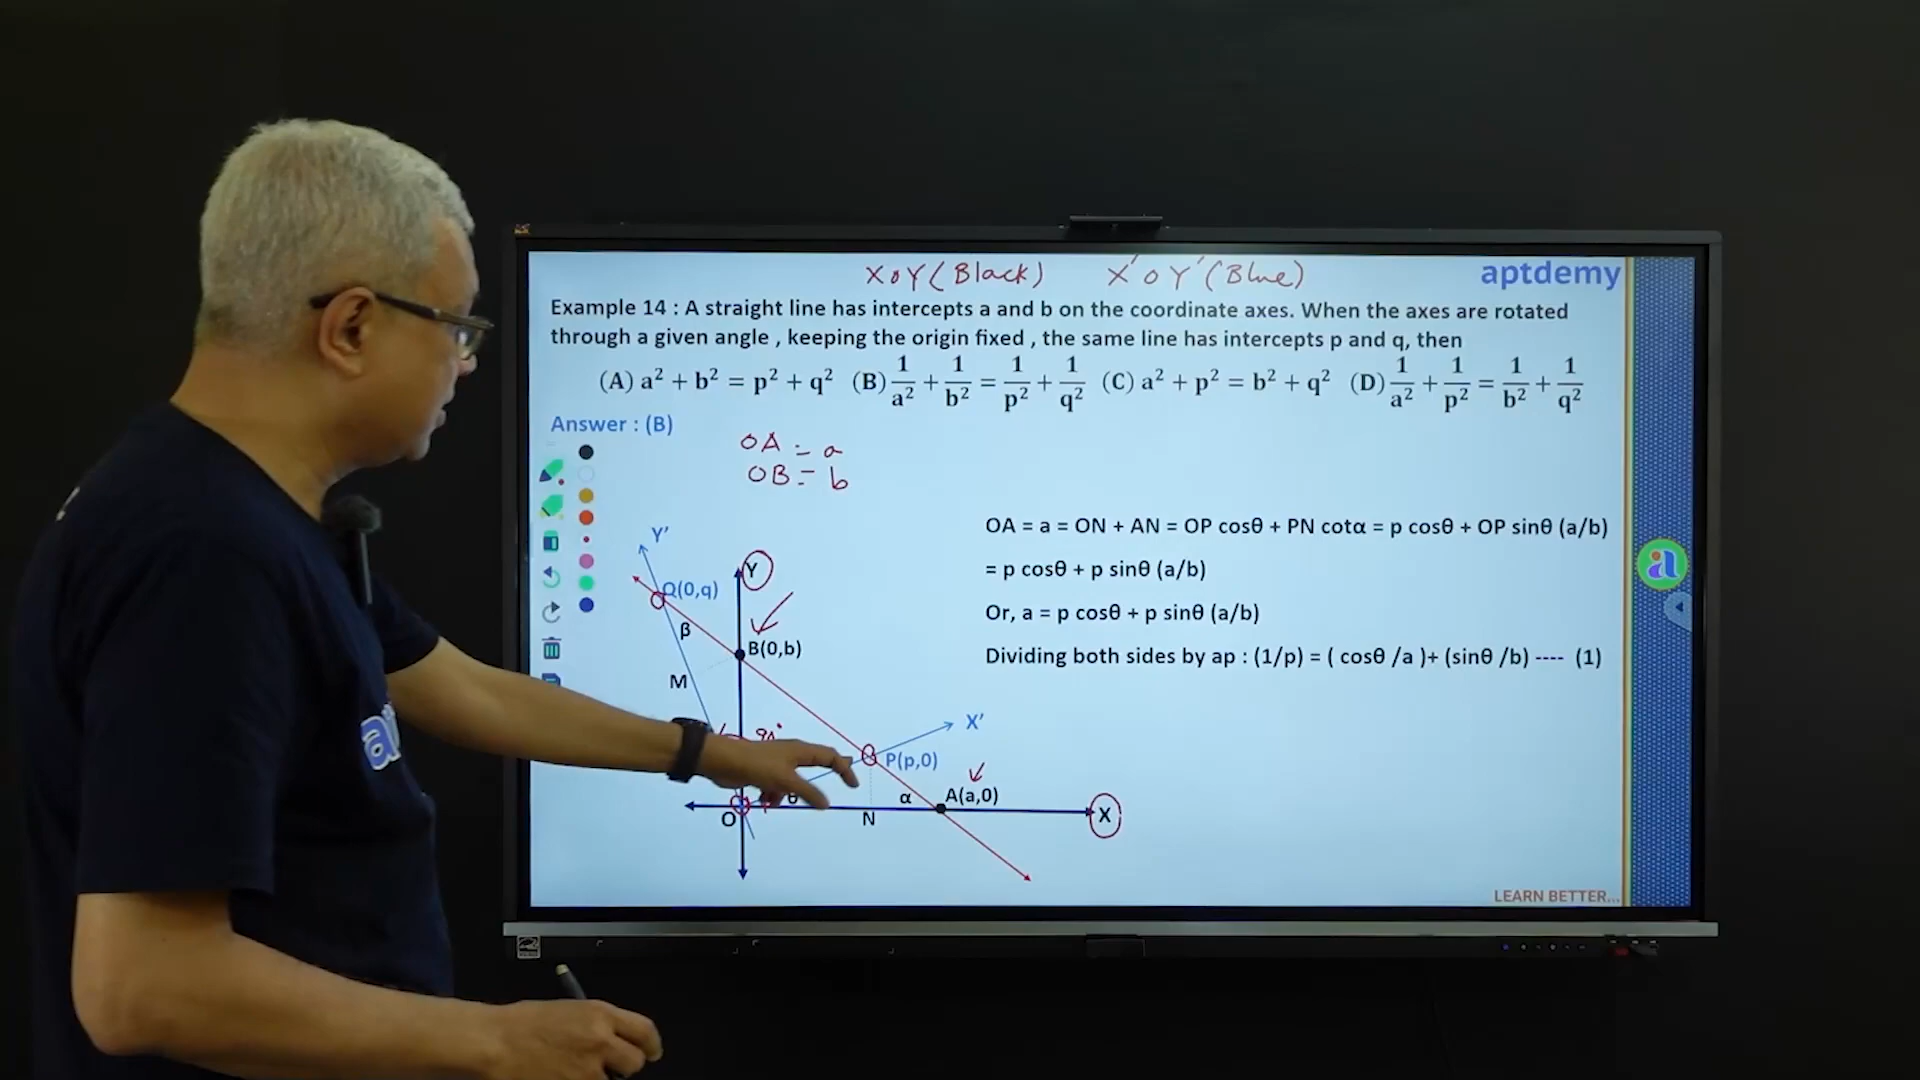 XOY (Black) X'OY' (Blue)
aptdemy
Example 14 : A straight line has intercepts a and b on the coordinate axes. When the axes are rotated
through a given angle , keeping the origin fixed , the same line has intercepts p and q, then
(A) a² + b² = p² + q² (B) 1/a² + 1/b² = 1/p² + 1/q² (C) a² + p² = b² + q² (D) 1/a² + 1/p² = 1/b² + 1/q²
Answer : (B)
OA = a
OB = b
OA = a = ON + AN = OP cosθ + PN cotα = p cosθ + OP sinθ (a/b)
= p cosθ + p sinθ (a/b)
Or, a = p cosθ + p sinθ (a/b)
Dividing both sides by ap : (1/p) = ( cosθ /a )+ (sinθ /b) ---- (1)
Y'
Y
Q(0,q)
β
B(0,b)
M
X'
90°
P(p,0)
θ
α
A(a,0)
O
N
X
LEARN BETTER...